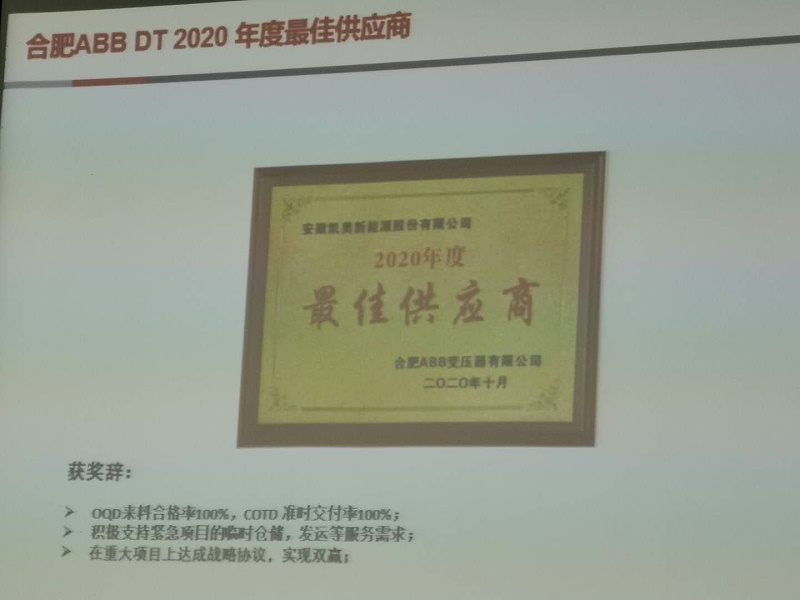 合肥ABB DT 2020 年度最佳供应商
安徽凯奥新能源股份有限公司
2020年度
最佳供应商
合肥ABB变压器有限公司
二〇二〇年十月
获奖辞：
➢ OQD来料合格率100%，COTD 准时交付率100%；
➢ 积极支持紧急项目的临时仓储，发运等服务需求；
➢ 在重大项目上达成战略协议，实现双赢；